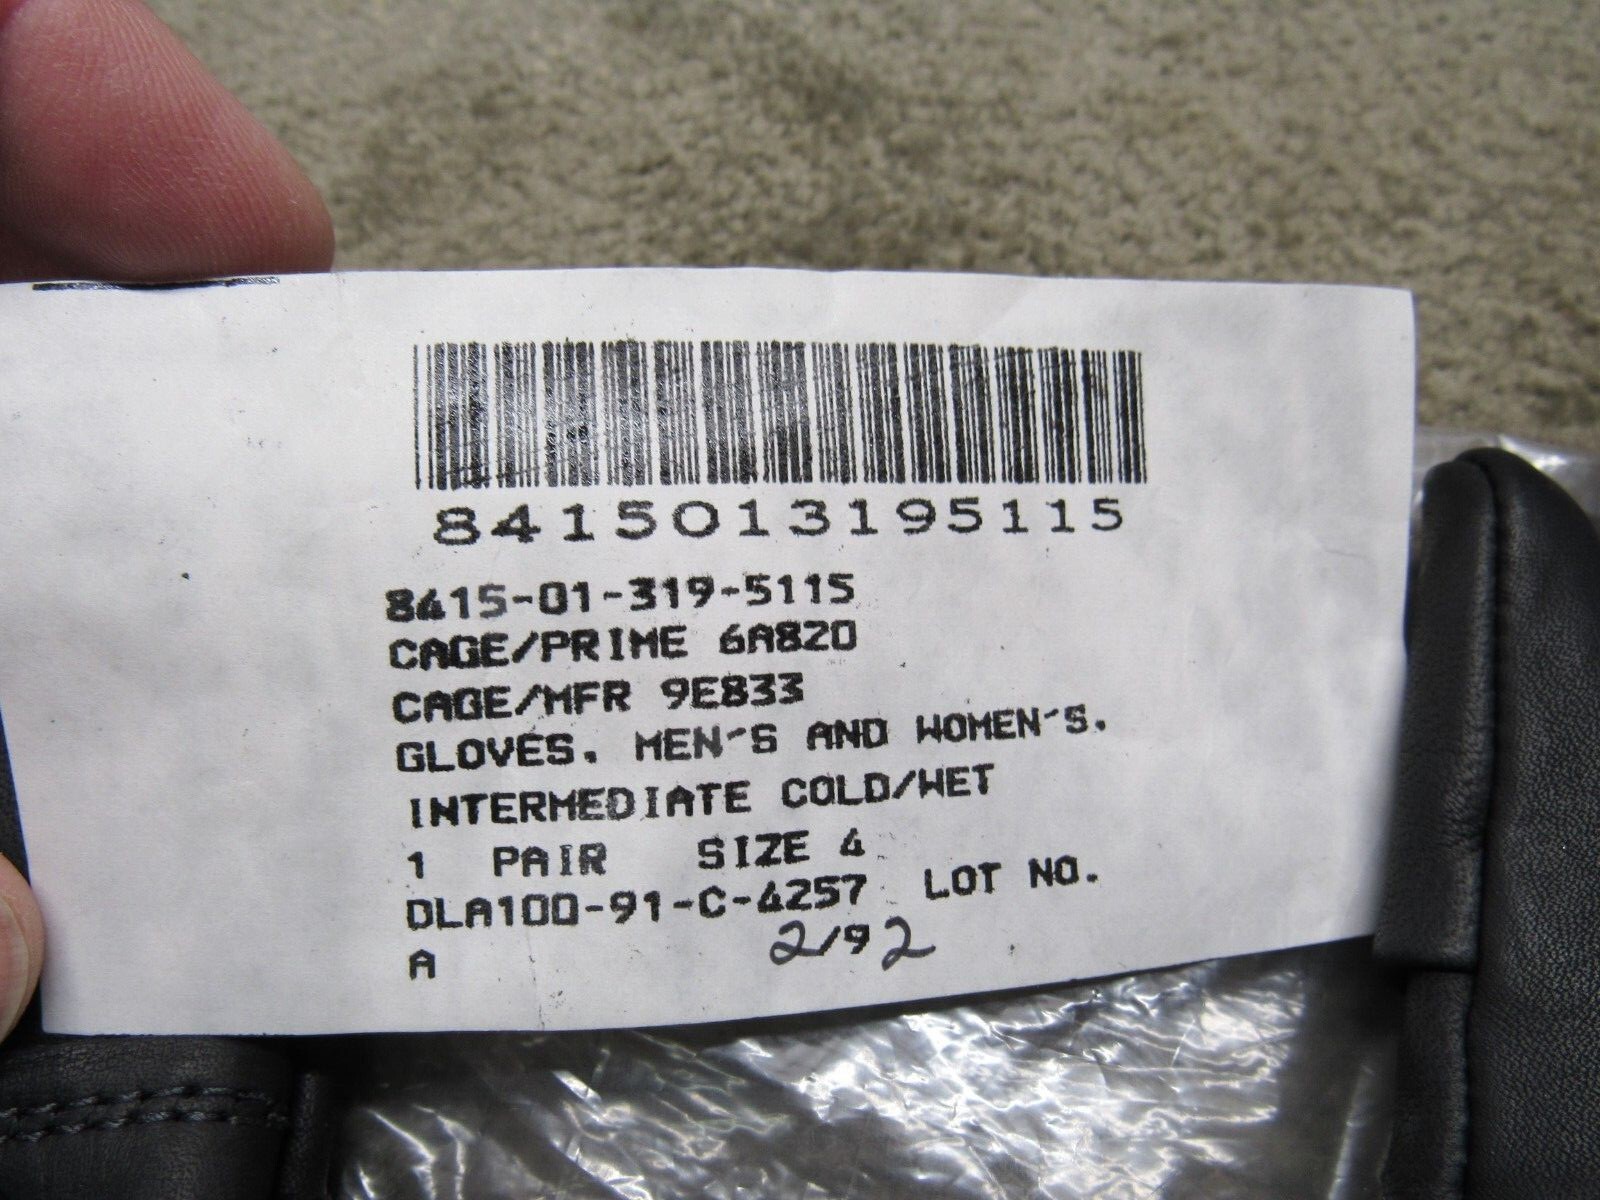 8415013195115
8415-01-319-5115
CAGE/PRIME 6A820
CAGE/MFR 9E833
GLOVES, MEN'S AND WOMEN'S,
INTERMEDIATE COLD/WET
1 PAIR SIZE 4
DLA100-91-C-4257 LOT NO.
A 2/92